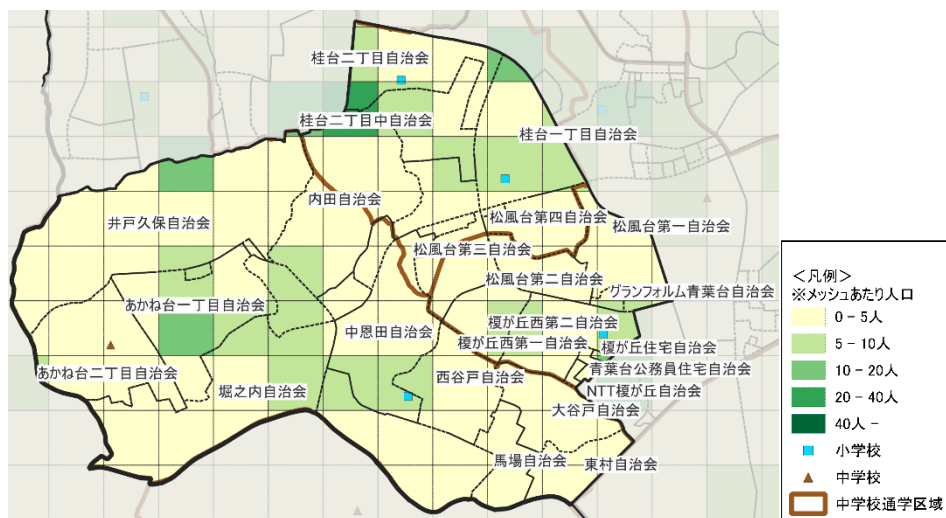 桂台二丁目自治会
桂台二丁目中自治会
桂台一丁目自治会
内田自治会
井戸久保自治会
松風台第四自治会
松風台第一自治会
松風台第三自治会
松風台第二自治会
グランフォルム青葉台自治会
あかね台一丁目自治会
中恩田自治会
榎が丘西第二自治会
榎が丘西第一自治会
榎が丘住宅自治会
青葉台公務員住宅自治会
あかね台二丁目自治会
西谷戸自治会
NTT榎が丘自治会
堀之内自治会
大谷戸自治会
馬場自治会
東村自治会
<凡例>
※メッシュあたり人口
0-5人
5-10人
10-20人
20-40人
40人-
小学校
中学校
中学校通学区域